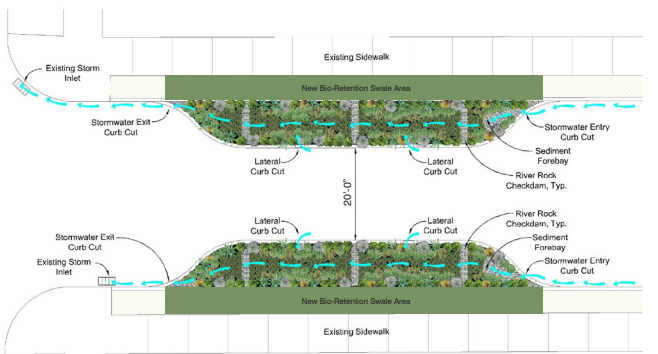 Existing Sidewalk
Existing Storm
Inlet
New Bio-Retention Swale Area
Stormwater Exit
Curb Cut
Stormwater Entry
Curb Cut
Lateral
Curb Cut
Lateral
Curb Cut
Sediment
Forebay
River Rock
Checkdam, Typ.
20'-0"
River Rock
Checkdam, Typ.
Lateral
Curb Cut
Lateral
Curb Cut
Stormwater Exit
Curb Cut
Sediment
Forebay
Existing Storm
Inlet
Stormwater Entry
Curb Cut
New Bio-Retention Swale Area
Existing Sidewalk